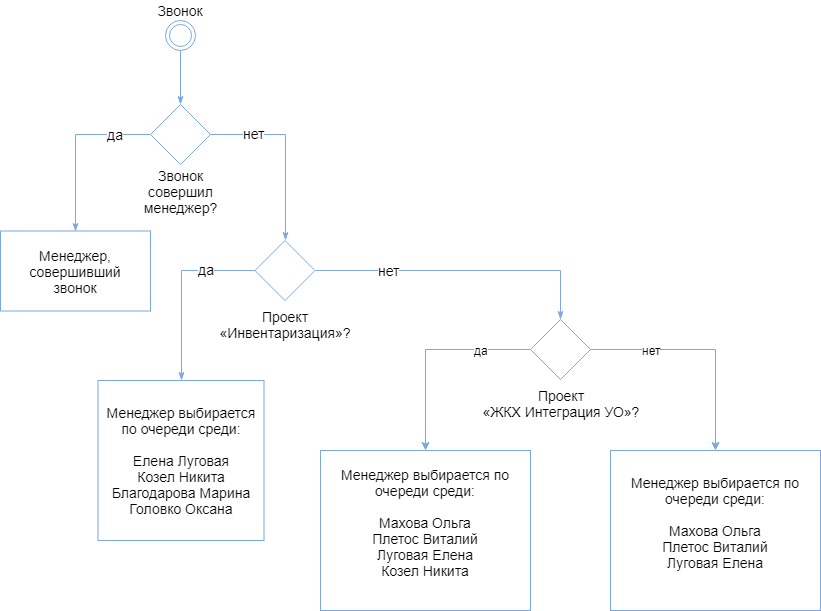 Звонок
да
нет
Звонок
совершил
менеджер?
Менеджер,
совершивший
звонок
да
нет
Проект
«Инвентаризация»?
да
нет
Проект
«ЖКХ Интеграция УО»?
Менеджер выбирается
по очереди среди:
Елена Луговая
Козел Никита
Благодарова Марина
Головко Оксана
Менеджер выбирается по
очереди среди:
Махова Ольга
Плетос Виталий
Луговая Елена
Козел Никита
Менеджер выбирается по
очереди среди:
Махова Ольга
Плетос Виталий
Луговая Елена